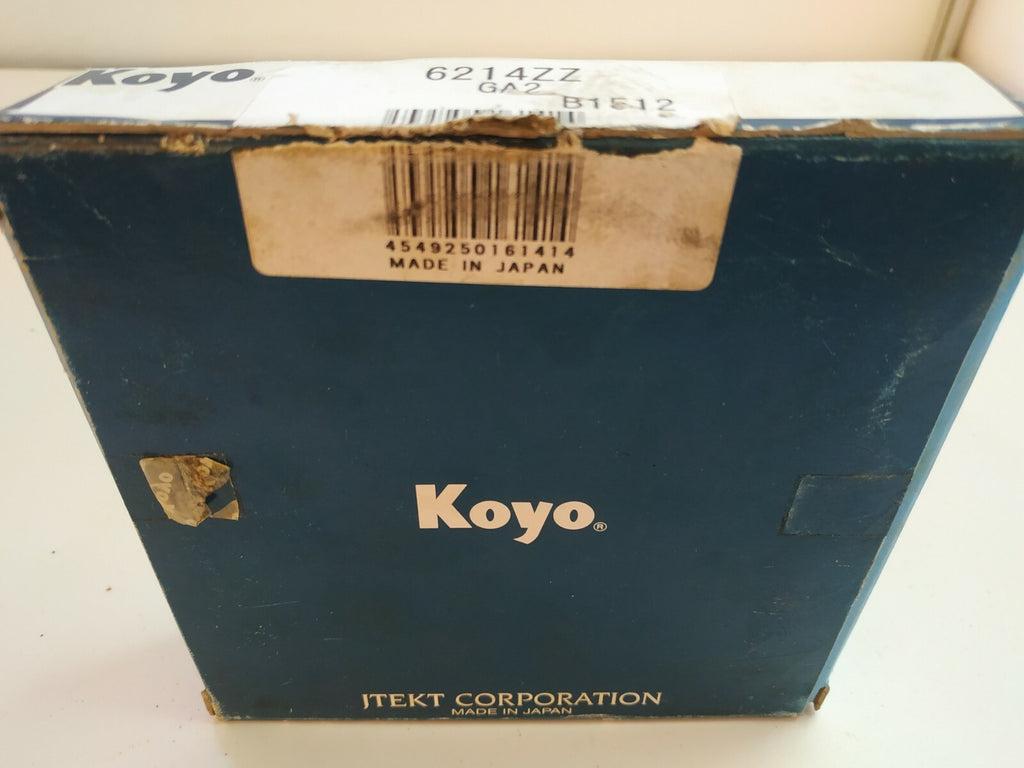 Koyo®
6214ZZ
GA2
B1512
4549250161414
MADE IN JAPAN
Koyo®
JTEKT CORPORATION
MADE IN JAPAN